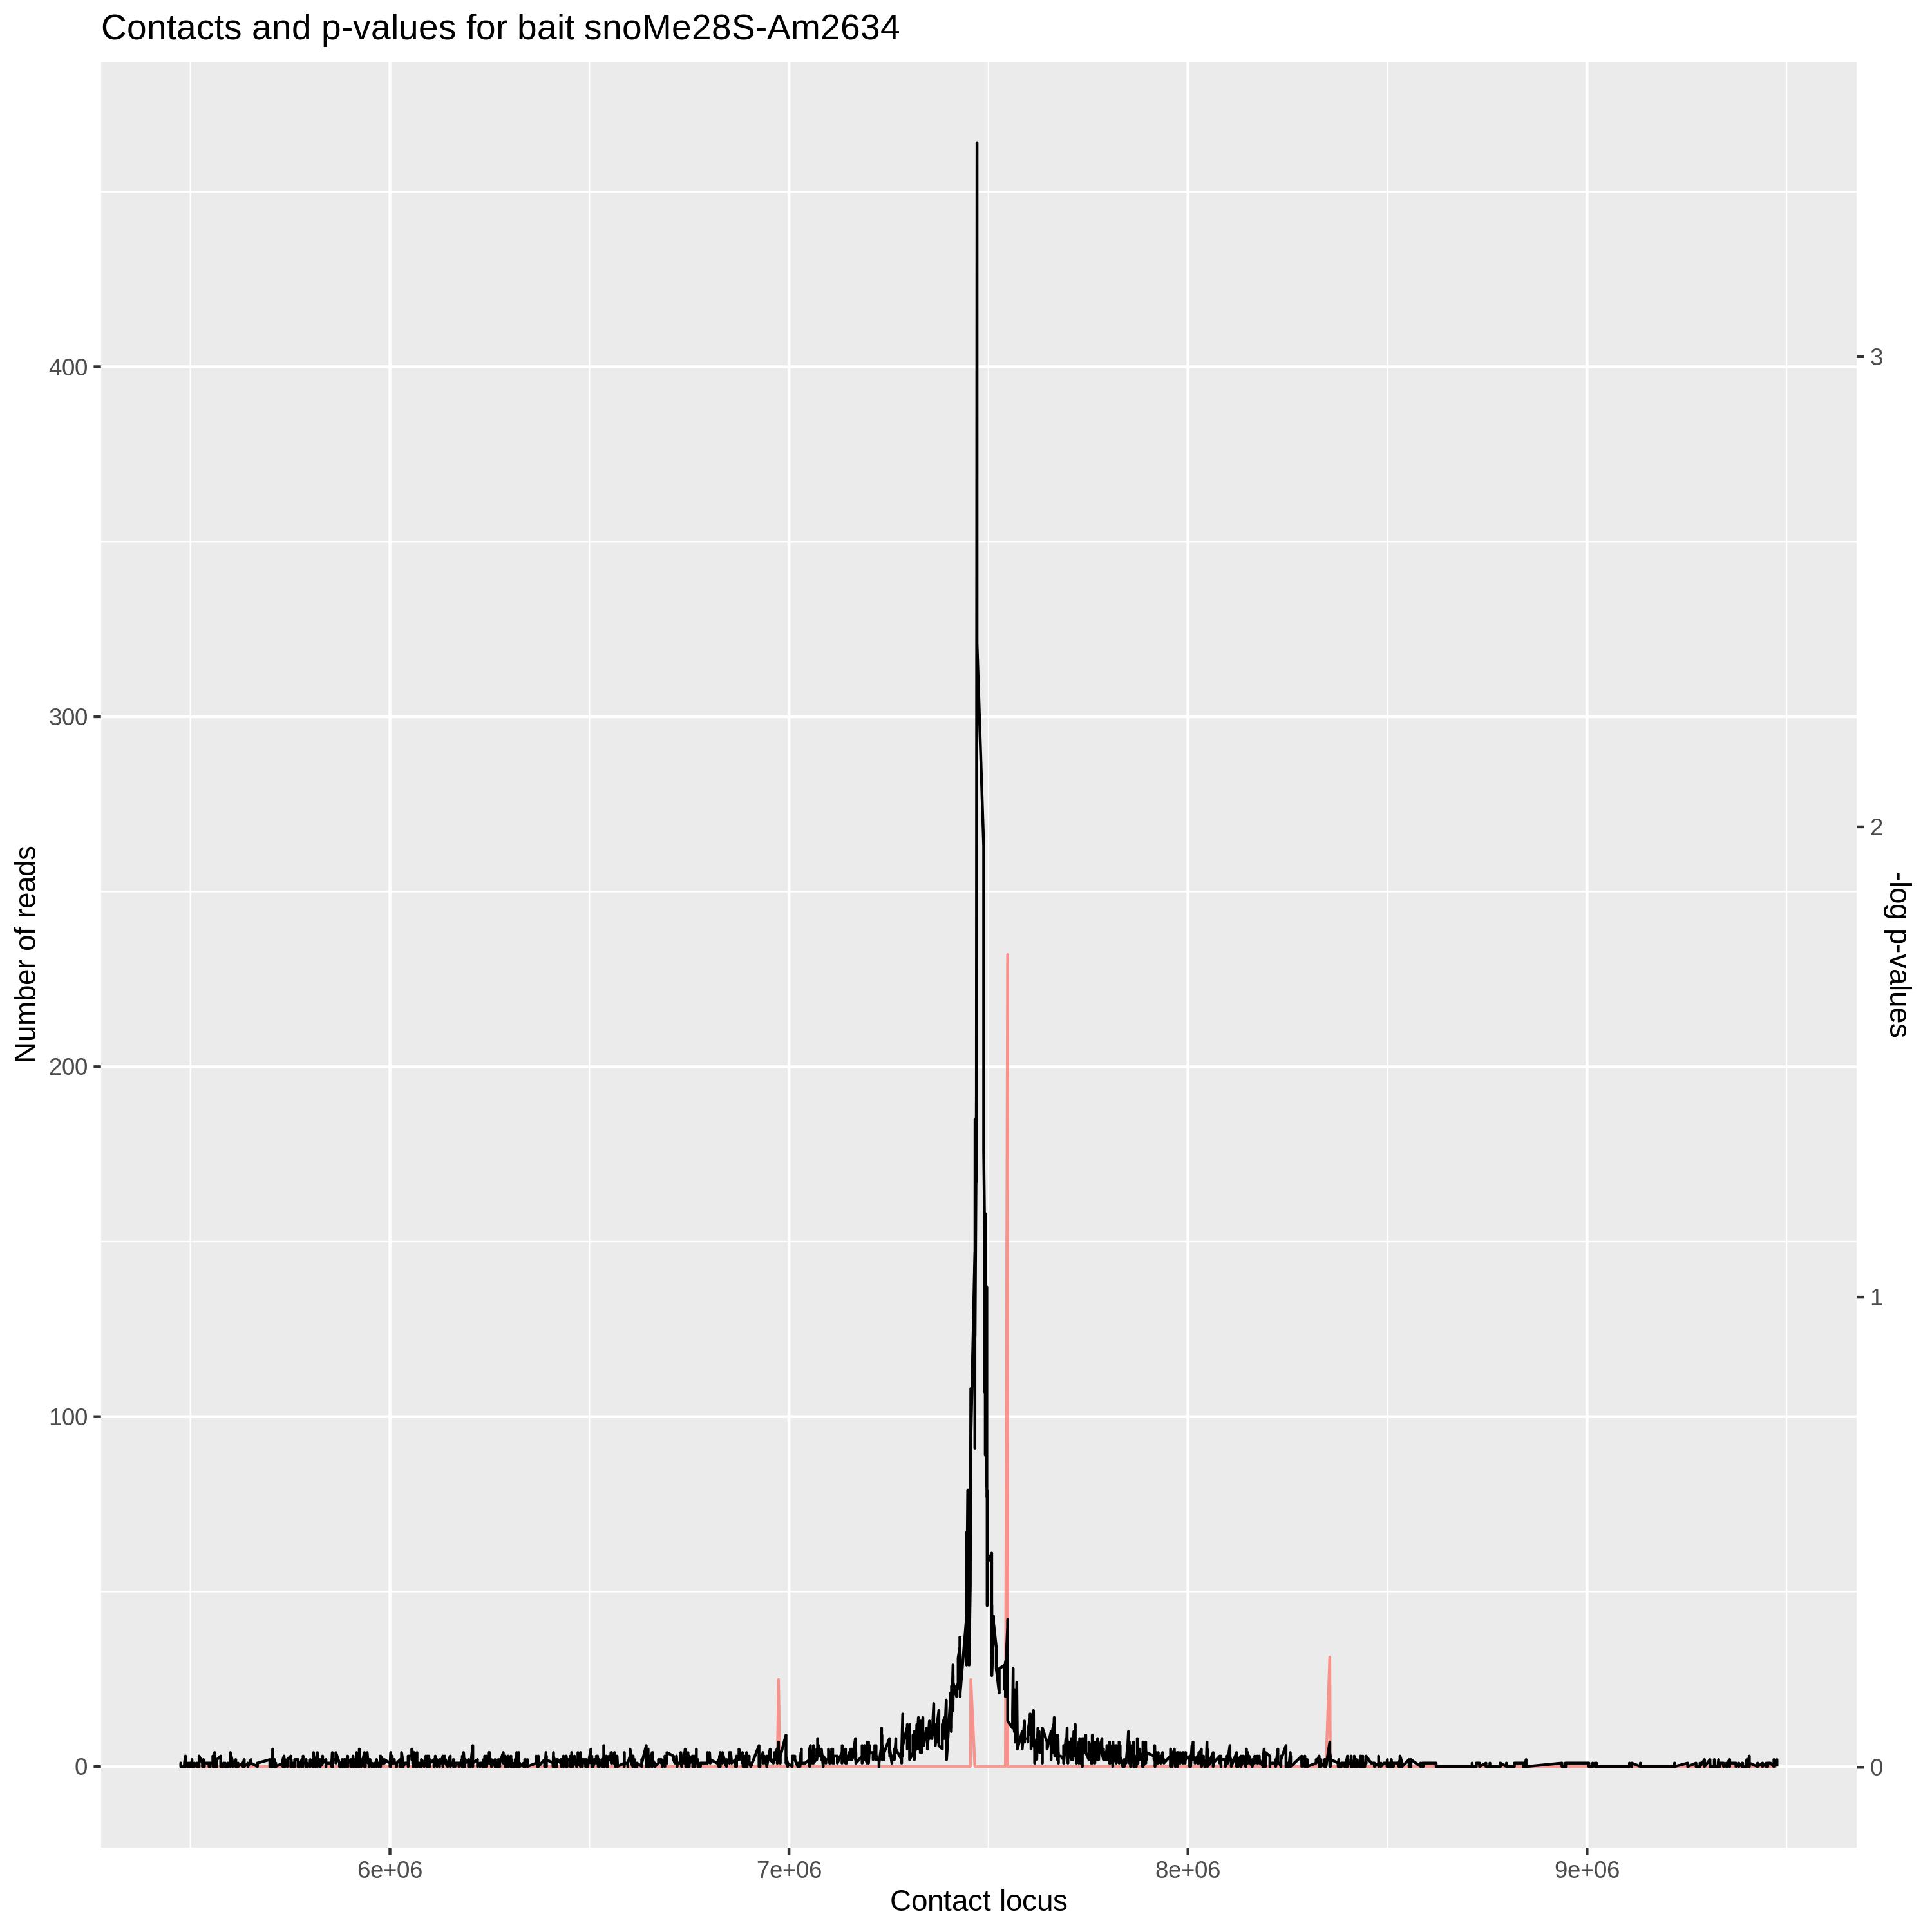 Contacts and p-values for bait snoMe28S-Am2634
Number of reads
400
300
200
100
0
3
2
1
0
-log p-values
6e+06
7e+06
8e+06
9e+06
Contact locus